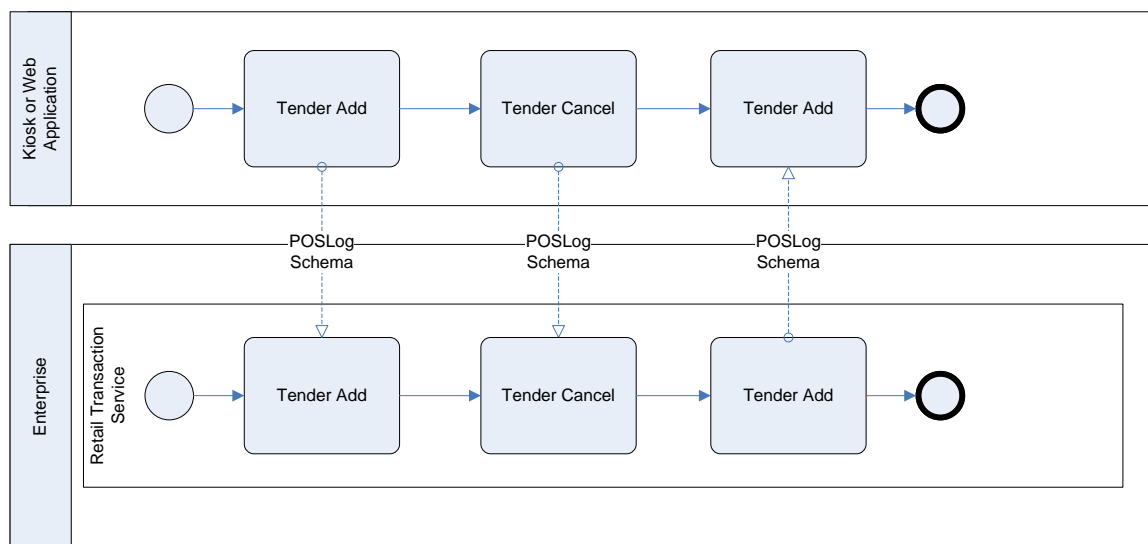 Kiosk or Web
Application
Tender Add
Tender Cancel
Tender Add
POSLog
Schema
POSLog
Schema
POSLog
Schema
Enterprise
Retail Transaction
Service
Tender Add
Tender Cancel
Tender Add